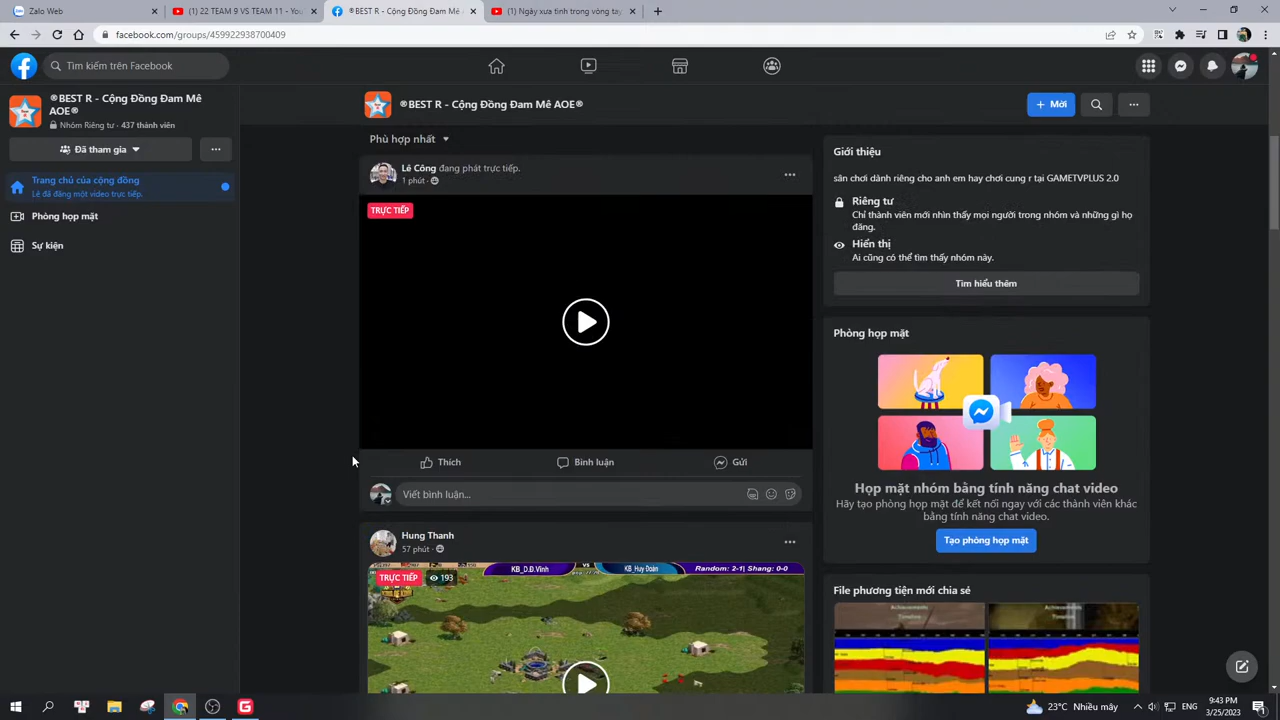 Zalo Web
(1) 22 TEAM 9 VS TEAM 11 - You
®BEST R - Cộng Đồng Đam Mê
(1) Ngày xưa tình trong vòng tay
facebook.com/groups/459922938700409
Tìm kiếm trên Facebook
®BEST R - Cộng Đồng Đam Mê
AOE®
Nhóm Riêng tư · 437 thành viên
Đã tham gia
Trang chủ của cộng đồng
Lê đã đăng một video trực tiếp.
Phòng họp mặt
Sự kiện
®BEST R - Cộng Đồng Đam Mê AOE®
Mời
Phù hợp nhất
Lê Công đang phát trực tiếp.
1 phút
TRỰC TIẾP
Thích
Bình luận
Gửi
Viết bình luận...
Hung Thanh
57 phút
TRỰC TIẾP 193
KB_D.Đ.Vinh
VS
KB_Huy Đoàn
Random: 2-1| Shang: 0-0
Giới thiệu
sân chơi dành riêng cho anh em hay chơi cung r tại GAMETVPLUS 2.0
Riêng tư
Chỉ thành viên mới nhìn thấy mọi người trong nhóm và những gì họ
đăng.
Hiển thị
Ai cũng có thể tìm thấy nhóm này.
Tìm hiểu thêm
Phòng họp mặt
Họp mặt nhóm bằng tính năng chat video
Hãy tạo phòng họp mặt để kết nối ngay với các thành viên khác
bằng tính năng chat video.
Tạo phòng họp mặt
File phương tiện mới chia sẻ
Achievements
Timeline
Achievements
Timeline
23°C Nhiều mây
ENG
9:43 PM
3/25/2023